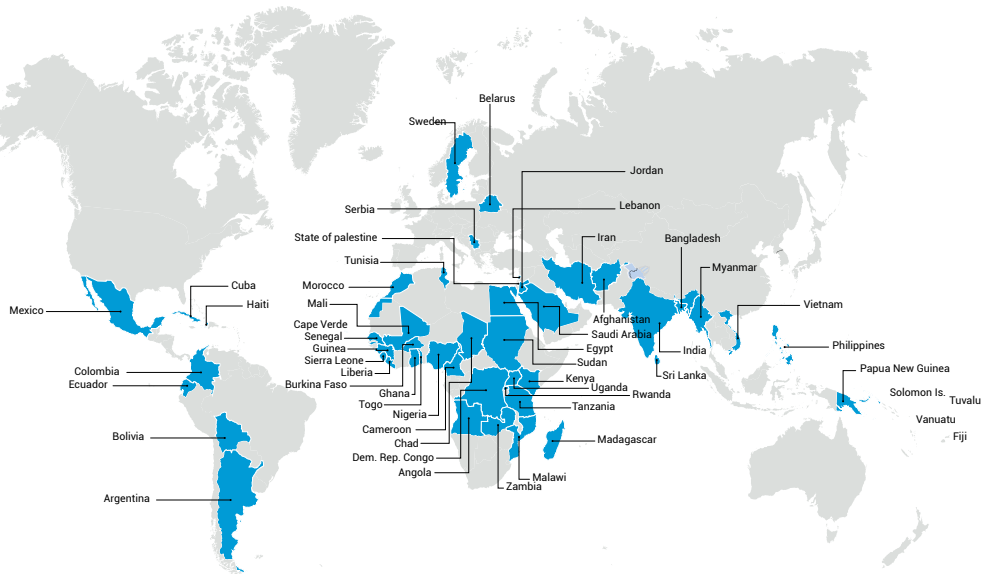 Belarus
Sweden
Jordan
Serbia
Lebanon
State of palestine
Iran
Bangladesh
Tunisia
Myanmar
Morocco
Cuba
Mali
Haiti
Mexico
Vietnam
Afghanistan
Cape Verde
Saudi Arabia
Senegal
Philippines
Guinea
Egypt
India
Sierra Leone
Sudan
Colombia
Liberia
Papua New Guinea
Sri Lanka
Kenya
Ecuador
Burkina Faso
Uganda
Ghana
Rwanda
Solomon Is.
Tuvalu
Togo
Tanzania
Nigeria
Vanuatu
Cameroon
Bolivia
Fiji
Chad
Madagascar
Dem. Rep. Congo
Angola
Malawi
Zambia
Argentina